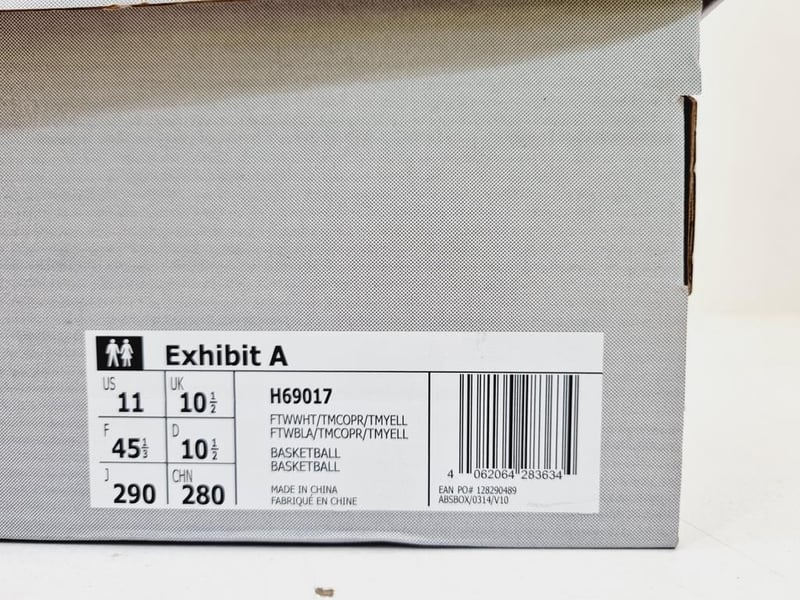 Exhibit A
US 11 UK 10 1/2
F 45 1/3 D 10 1/2
J 290 CHN 280
H69017
FTWWHT/TMCOPR/TMYELL
FTWBLA/TMCOPR/TMYELL
BASKETBALL
BASKETBALL
MADE IN CHINA
FABRIQUÉ EN CHINE
4 062064 283634
EAN PO# 128290489
ABSBOX/0314/V10